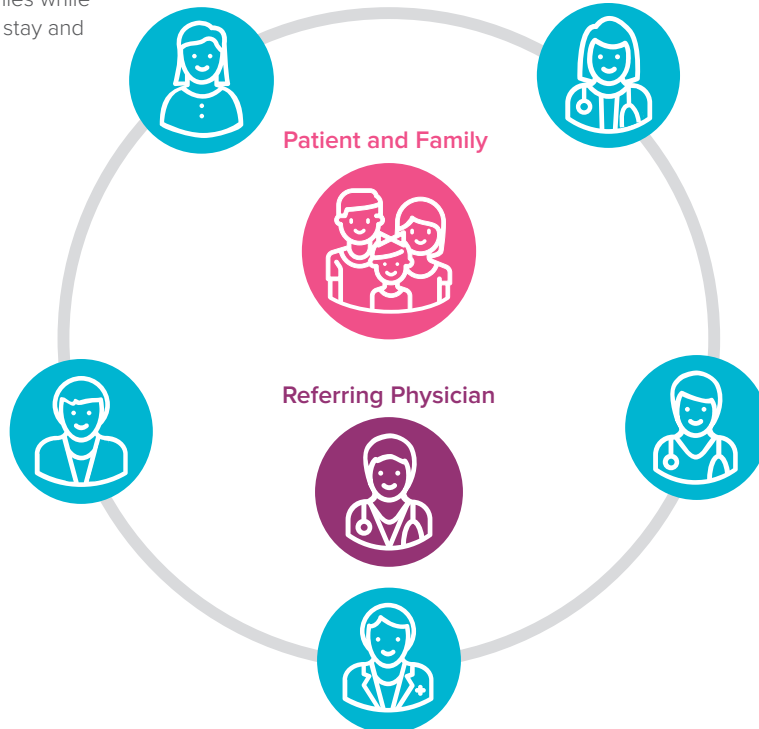 stay and
Patient and Family
Referring Physician